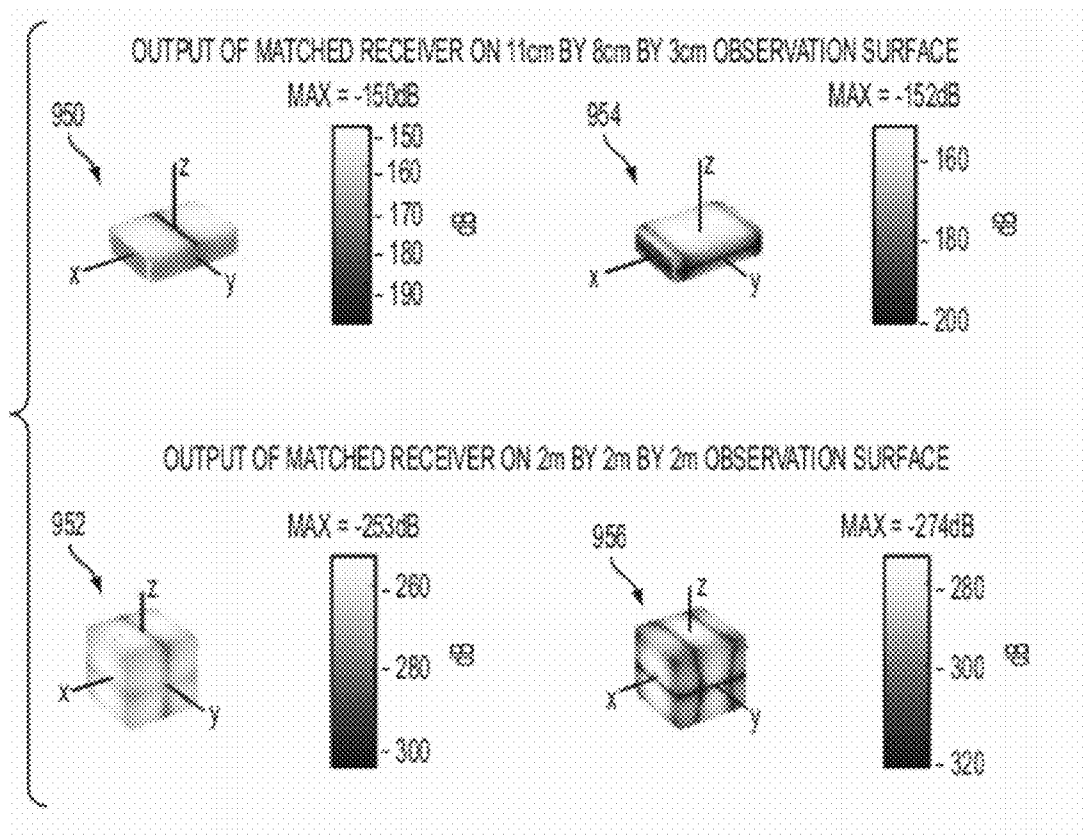 OUTPUT OF MATCHED RECEIVER ON 11cm BY 8cm BY 3cm OBSERVATION SURFACE
MAX = -150dB
950
z
x
y
- 150
- 160
- 170
- 180
- 190
dB
MAX = -152dB
954
z
x
y
- 160
- 180
- 200
dB
OUTPUT OF MATCHED RECEIVER ON 2m BY 2m BY 2m OBSERVATION SURFACE
MAX = -253dB
952
z
x
y
- 260
- 280
- 300
dB
MAX = -274dB
956
z
x
y
- 280
- 300
- 320
dB